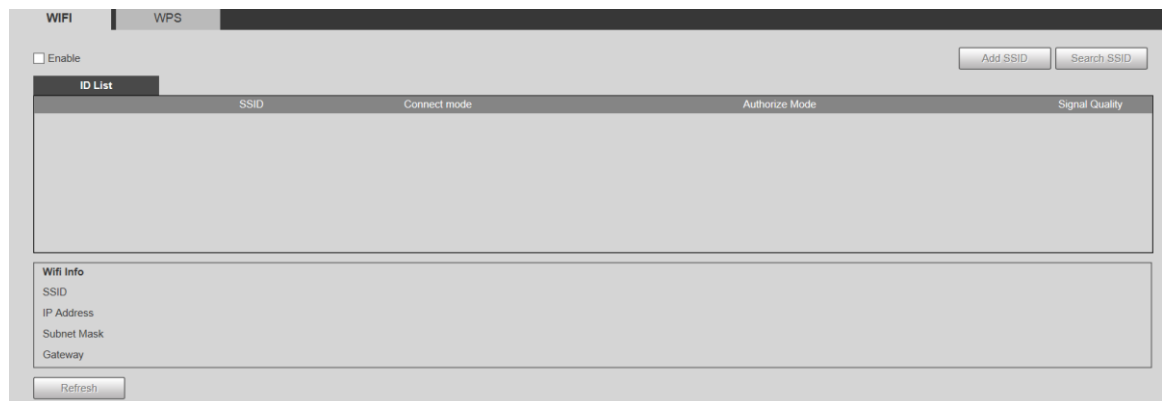 WIFI WPS
Enable Add SSID Search SSID
ID List
SSID Connect mode Authorize Mode Signal Quality
Wifi Info
SSID
IP Address
Subnet Mask
Gateway
Refresh